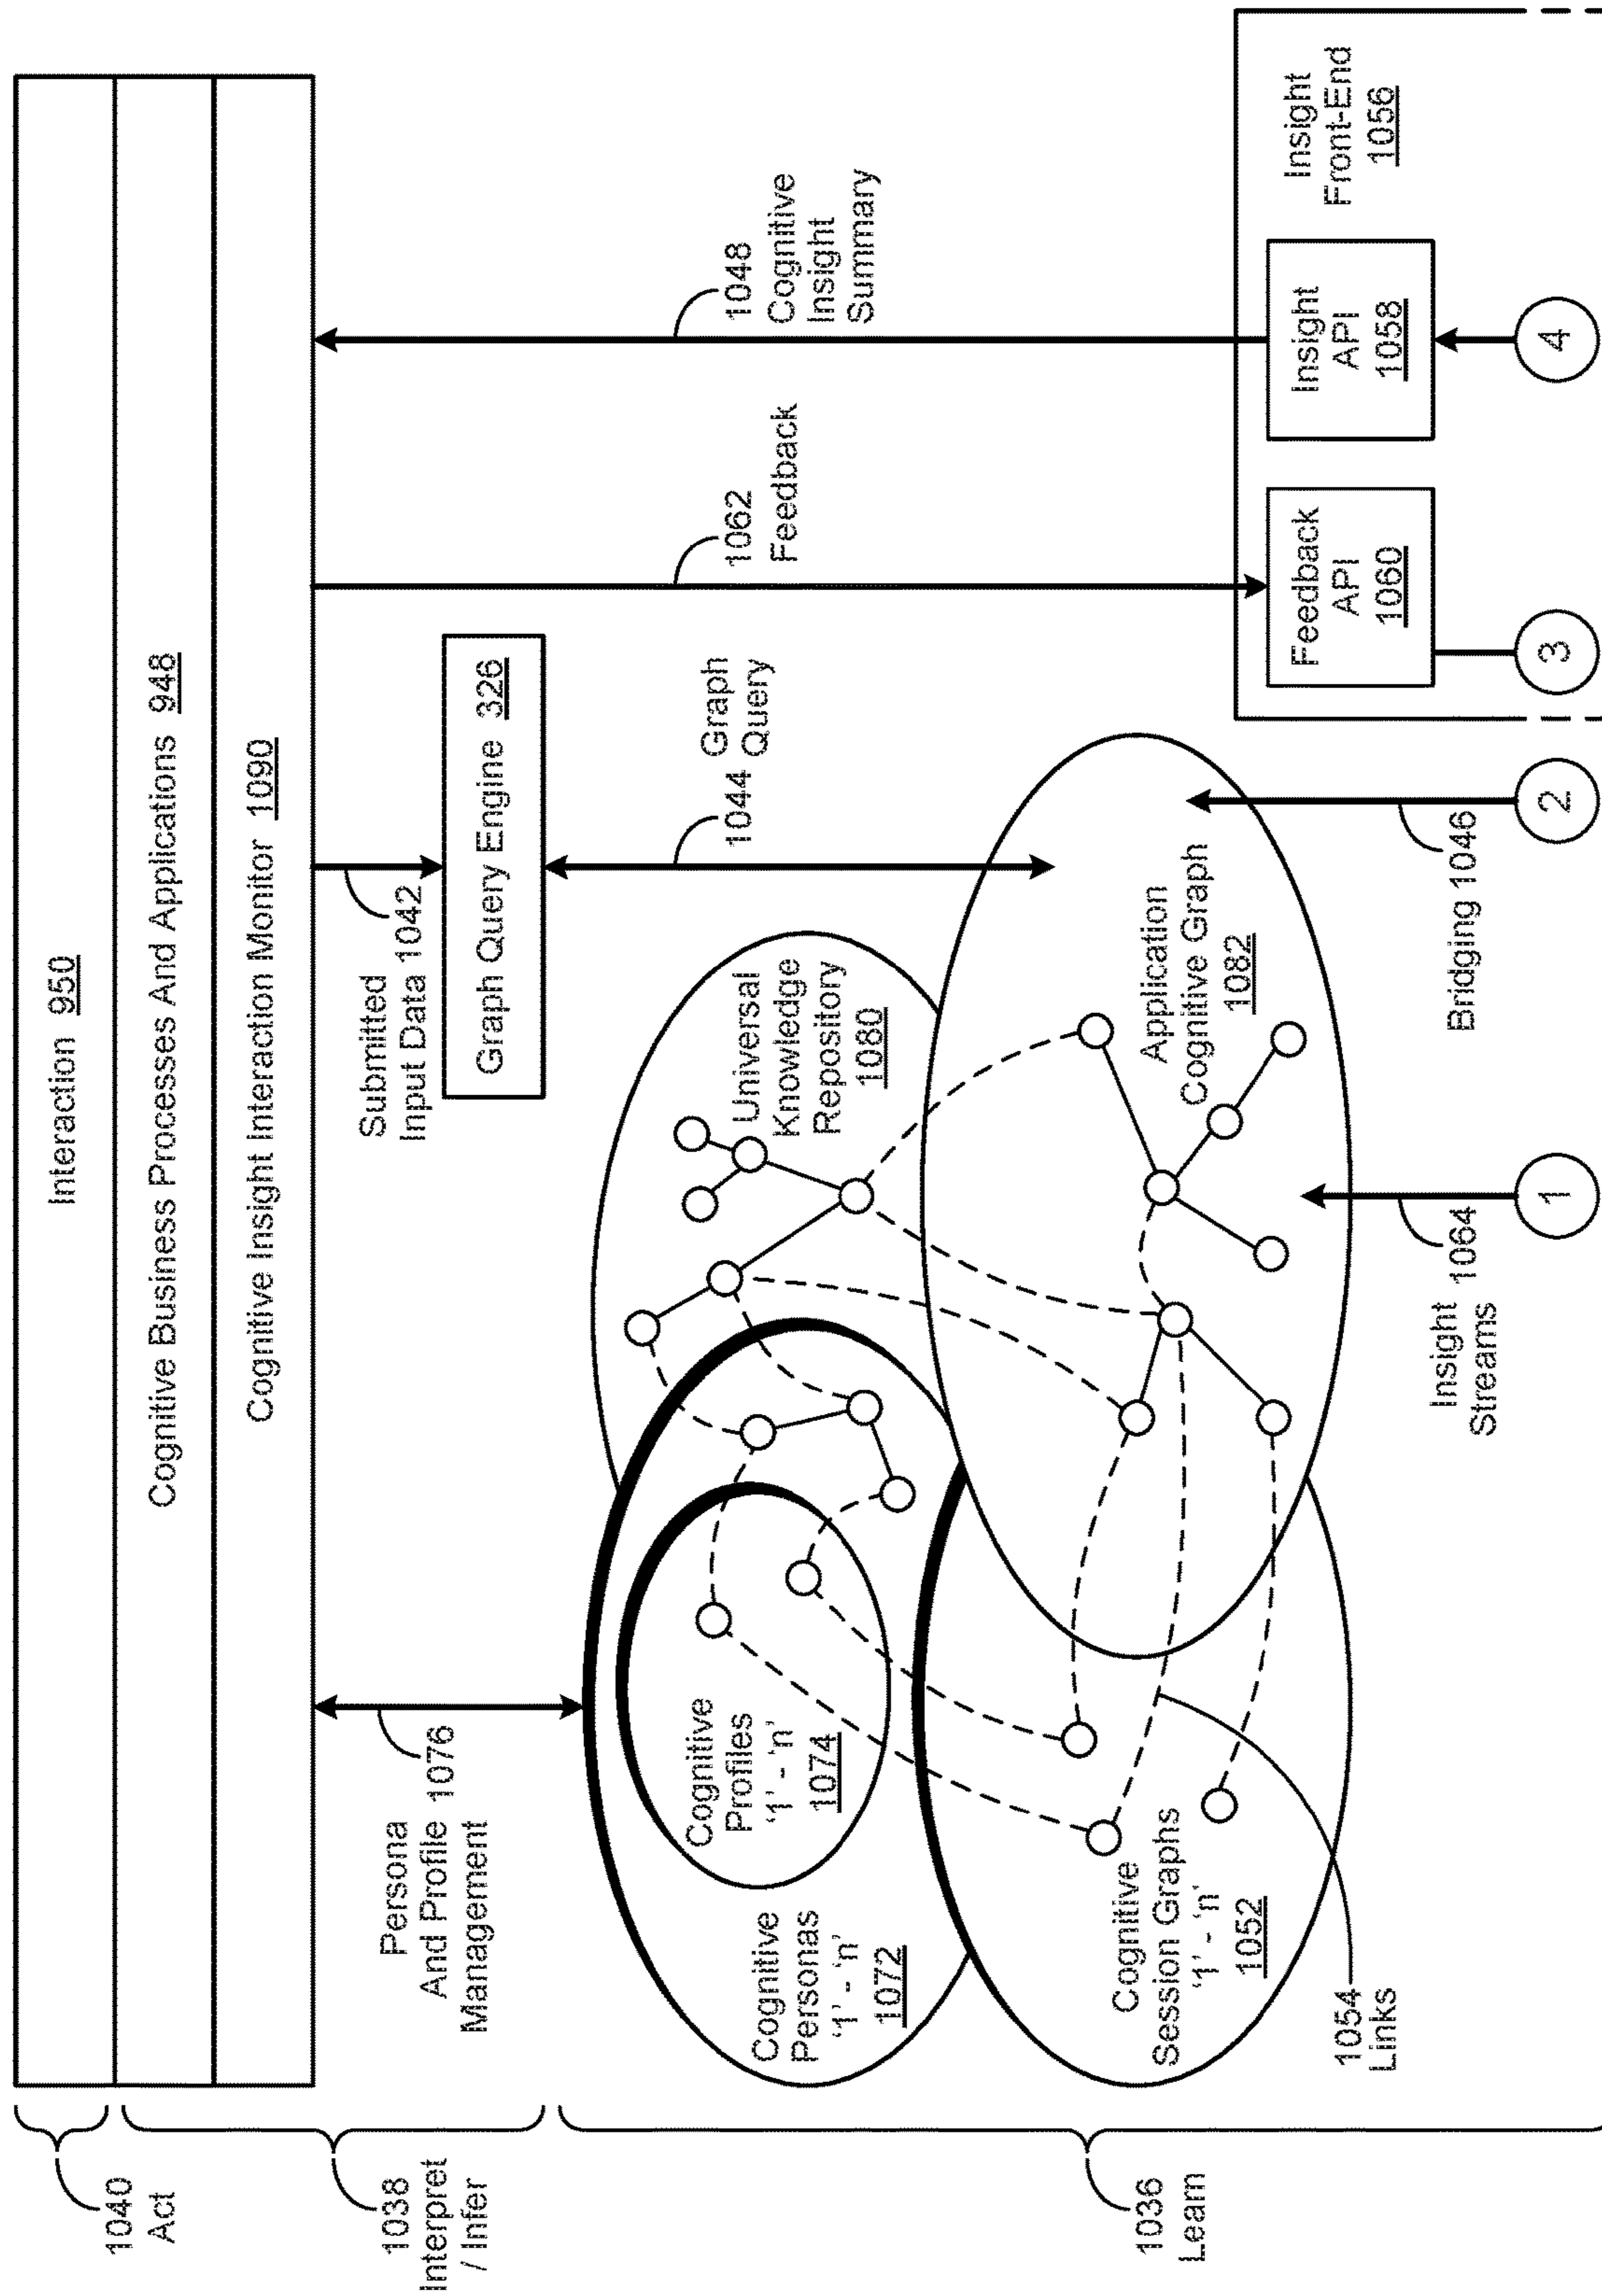 1040
Act
1038
Interpret
/ Infer
1036
Learn
Interaction 950
Cognitive Business Processes And Applications 948
Cognitive Insight Interaction Monitor 1090
Persona
And Profile 1076
Management
Submitted
Input Data 1042
Graph Query Engine 326
1044 Graph
Query
1062
Feedback
1048
Cognitive
Insight
Summary
Cognitive
Profiles
'1' - 'n'
1074
Cognitive
Personas
'1' - 'n'
1072
Universal
Knowledge
Repository
1080
Cognitive
Session Graphs
'1' - 'n'
1052
Application
Cognitive Graph
1082
1054
Links
Insight 1064
Streams
Bridging 1046
Feedback
API
1060
Insight
API
1058
Insight
Front-End
1056
1
2
3
4